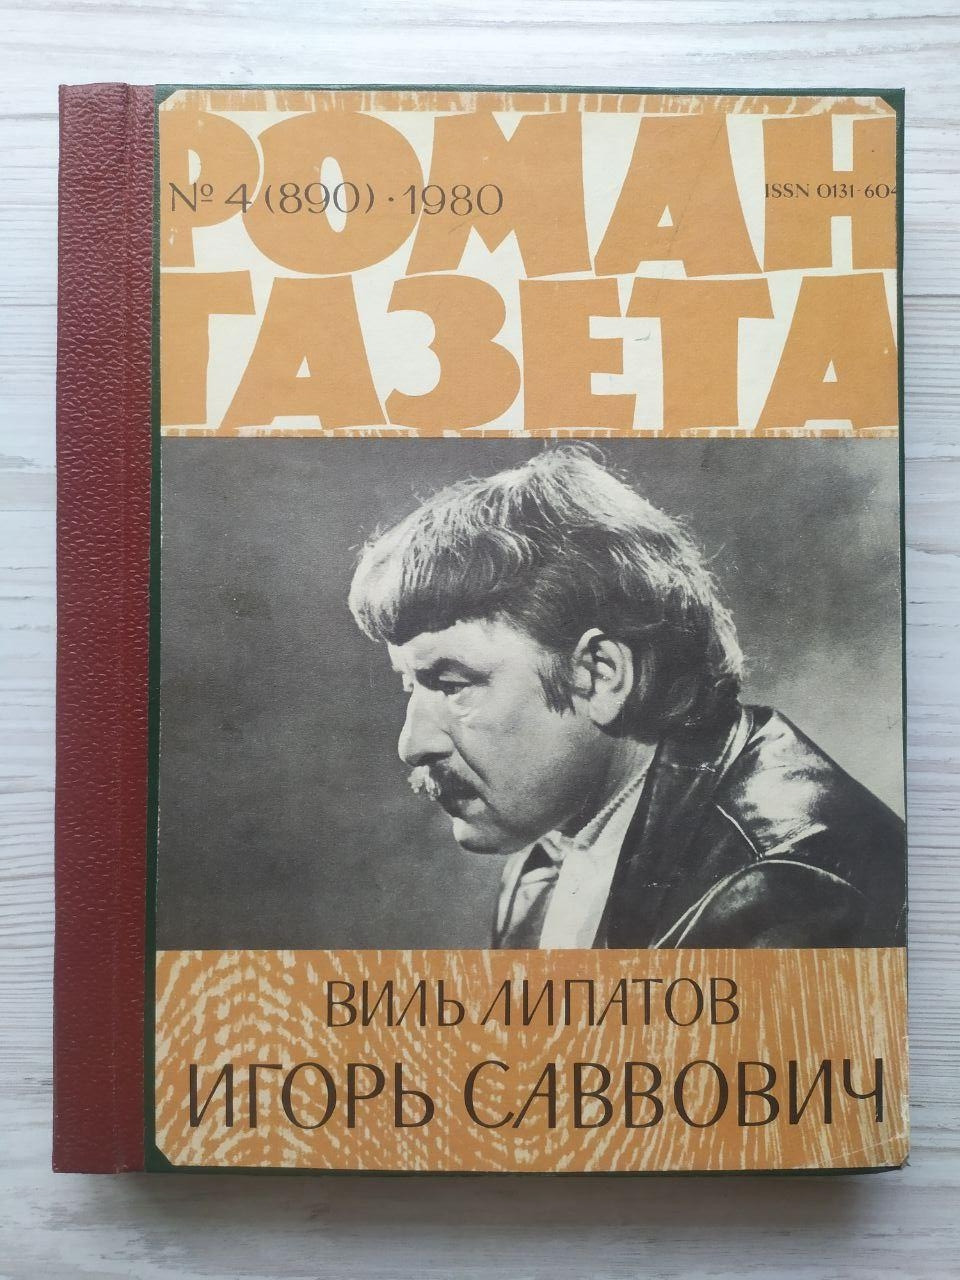 РОМАН
№ 4 (890) · 1980
ISSN 0131-604
ГАЗЕТА
ВИЛЬ ЛИПАТОВ
ИГОРЬ САВВОВИЧ